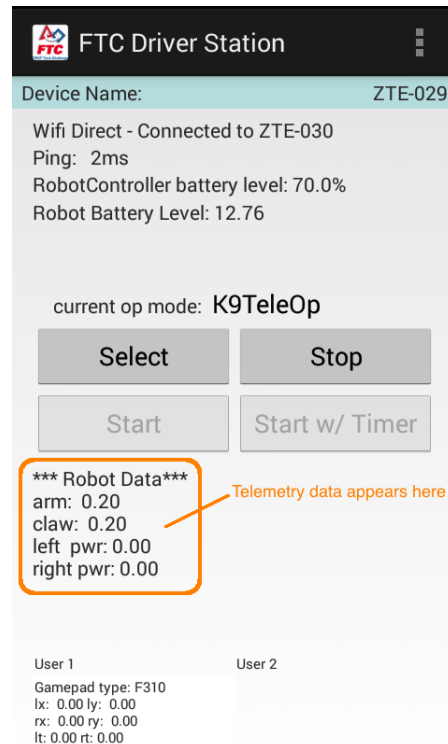 FTC
FTC Driver Station
Device Name: ZTE-029
Wifi Direct - Connected to ZTE-030
Ping: 2ms
RobotController battery level: 70.0%
Robot Battery Level: 12.76
current op mode: K9TeleOp
Select Stop
Start Start w/ Timer
*** Robot Data***
arm: 0.20
claw: 0.20
left pwr: 0.00
right pwr: 0.00
Telemetry data appears here
User 1 User 2
Gamepad type: F310
lx: 0.00 ly: 0.00
rx: 0.00 ry: 0.00
lt: 0.00 rt: 0.00